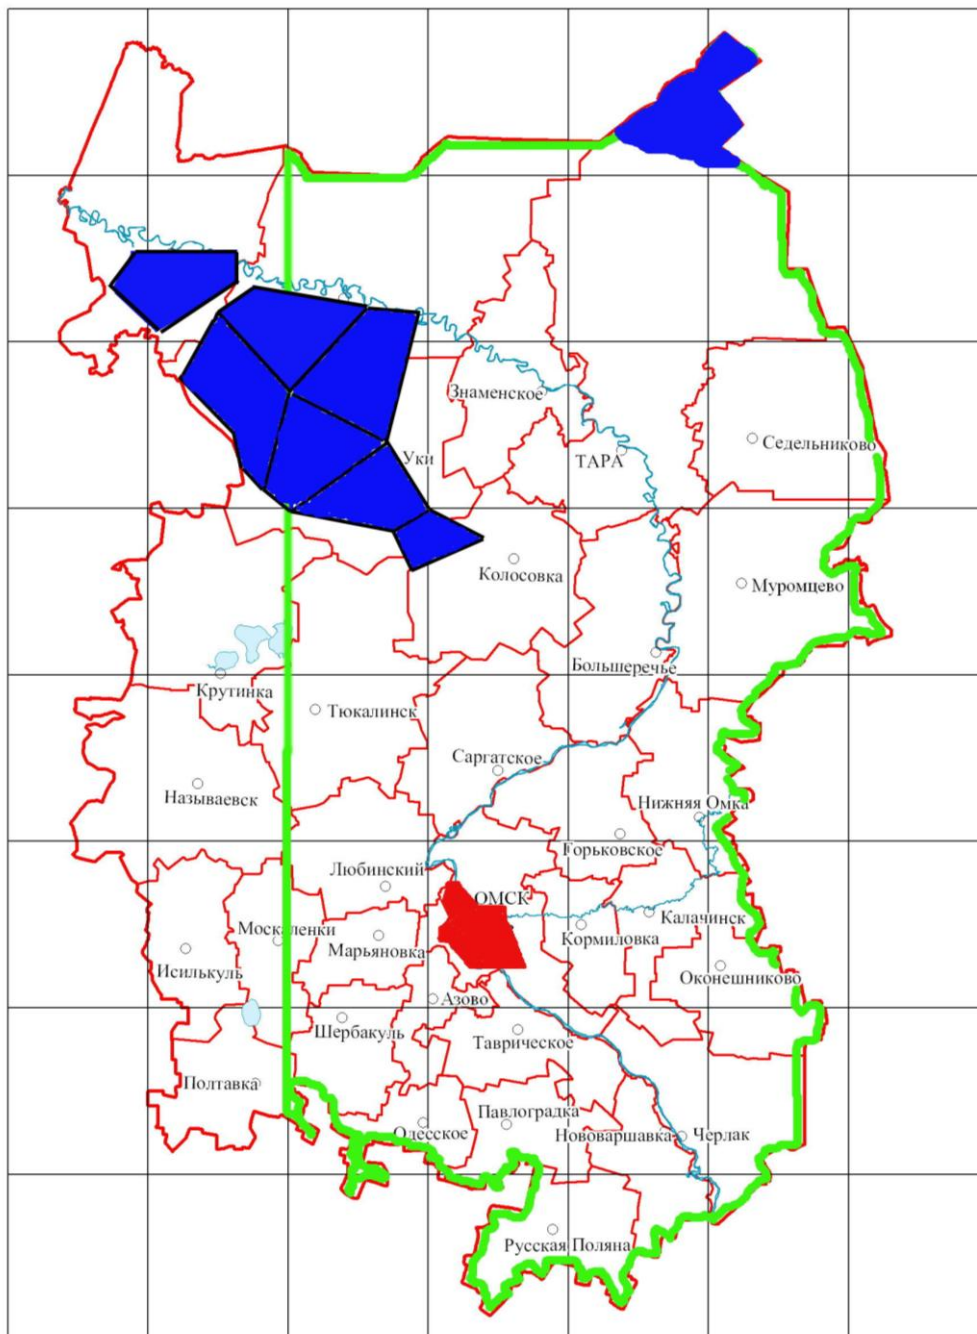 Знаменское
Седельниково
ТАРА
Уки
Колосовка
Муромцево
Большеречье
Крутинка
Тюкалинск
Саргатское
Называевск
Нижняя Омка
Горьковское
Любинский
ОМСК
Калачинск
Москаленки
Марьяновка
Кормиловка
Исилькуль
Оконешниково
Азово
Шербакуль
Таврическое
Полтавка
Павлоградка
Одесское
Нововаршавка
Черлак
Русская Поляна